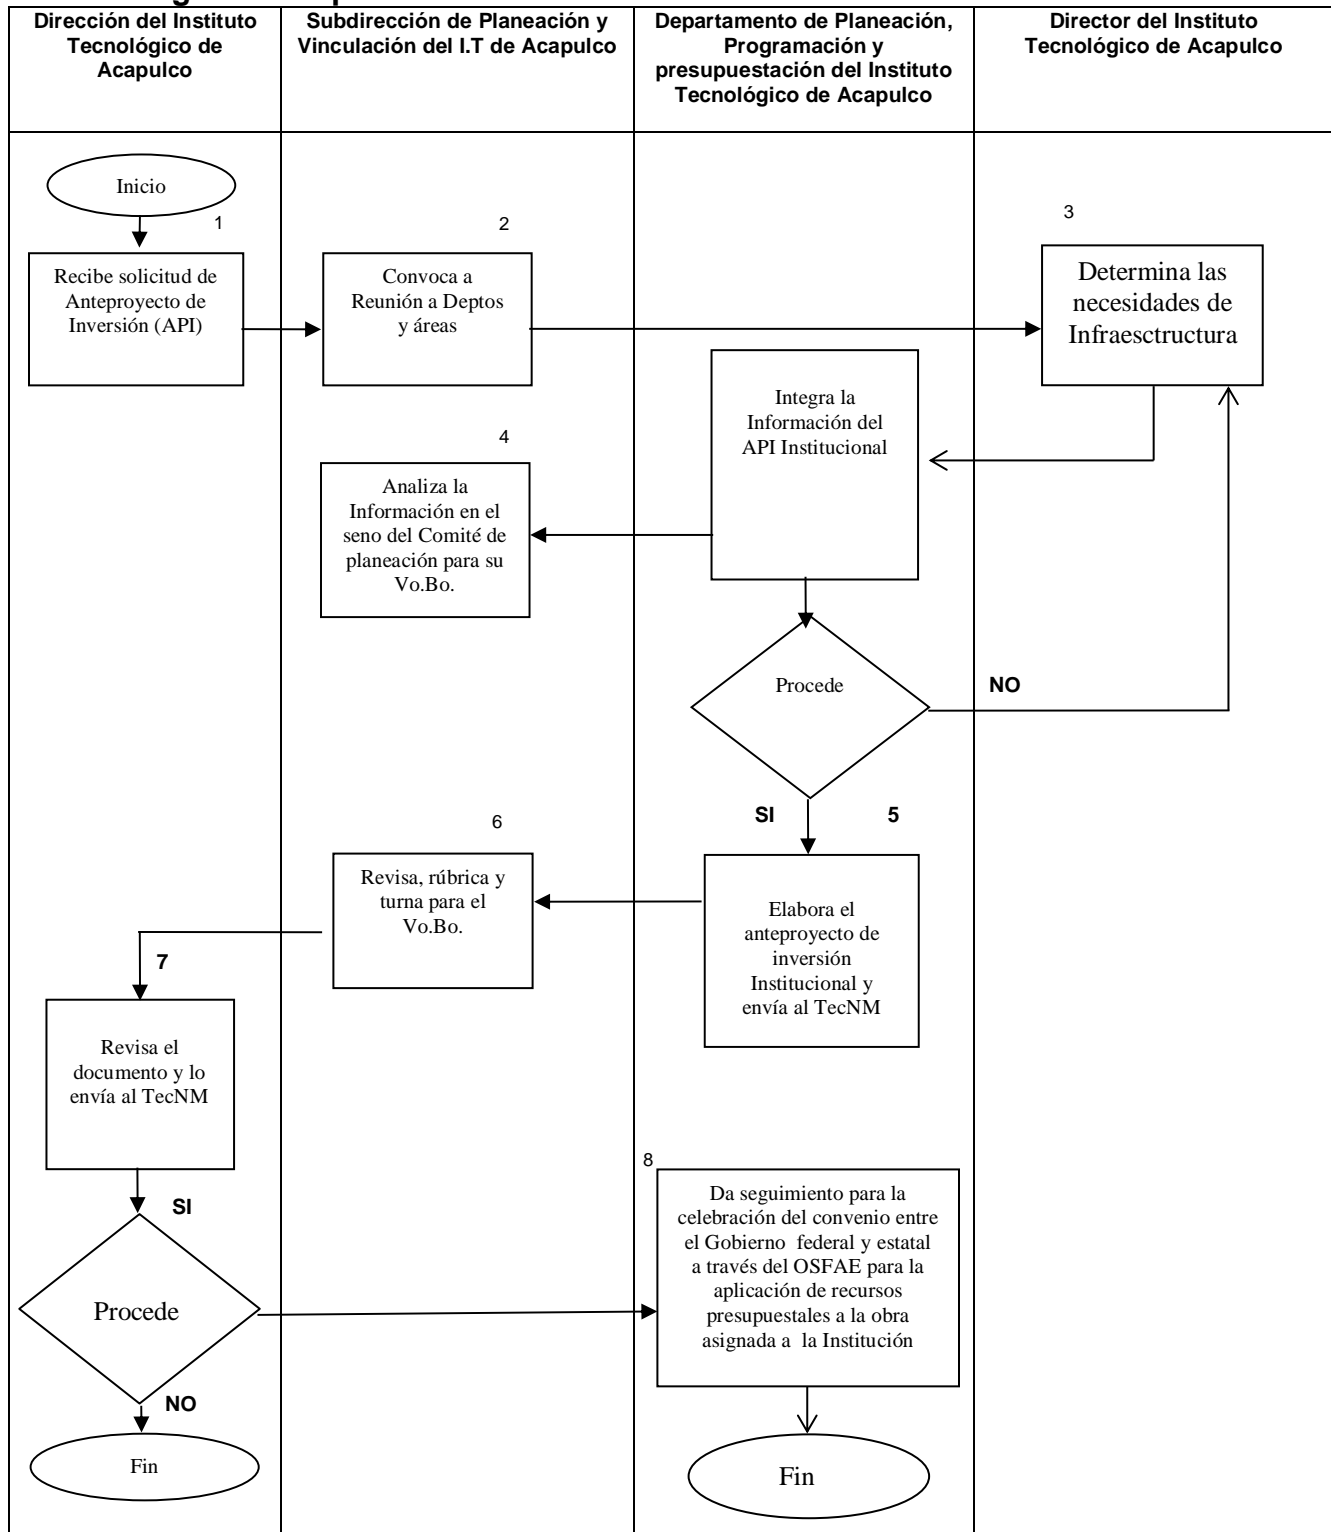 Dirección del Instituto
Tecnológico de
Acapulco
Subdirección de Planeación y
Vinculación del I.T de Acapulco
Departamento de Planeación,
Programación y
presupuestación del Instituto
Tecnológico de Acapulco
Director del Instituto
Tecnológico de Acapulco
Inicio
1
Recibe solicitud de
Anteproyecto de
Inversión (API)
2
Convoca a
Reunión a Deptos
y áreas
3
Determina las
necesidades de
Infraesctructura
Integra la
Información del
API Institucional
4
Analiza la
Información en el
seno del Comité de
planeación para su
Vo.Bo.
Procede
NO
SI
5
Elabora el
anteproyecto de
inversión
Institucional y
envía al TecNM
6
Revisa, rúbrica y
turna para el
Vo.Bo.
7
Revisa el
documento y lo
envía al TecNM
SI
Procede
NO
Fin
8
Da seguimiento para la
celebración del convenio entre
el Gobierno federal y estatal
a través del OSFAE para la
aplicación de recursos
presupuestales a la obra
asignada a la Institución
Fin